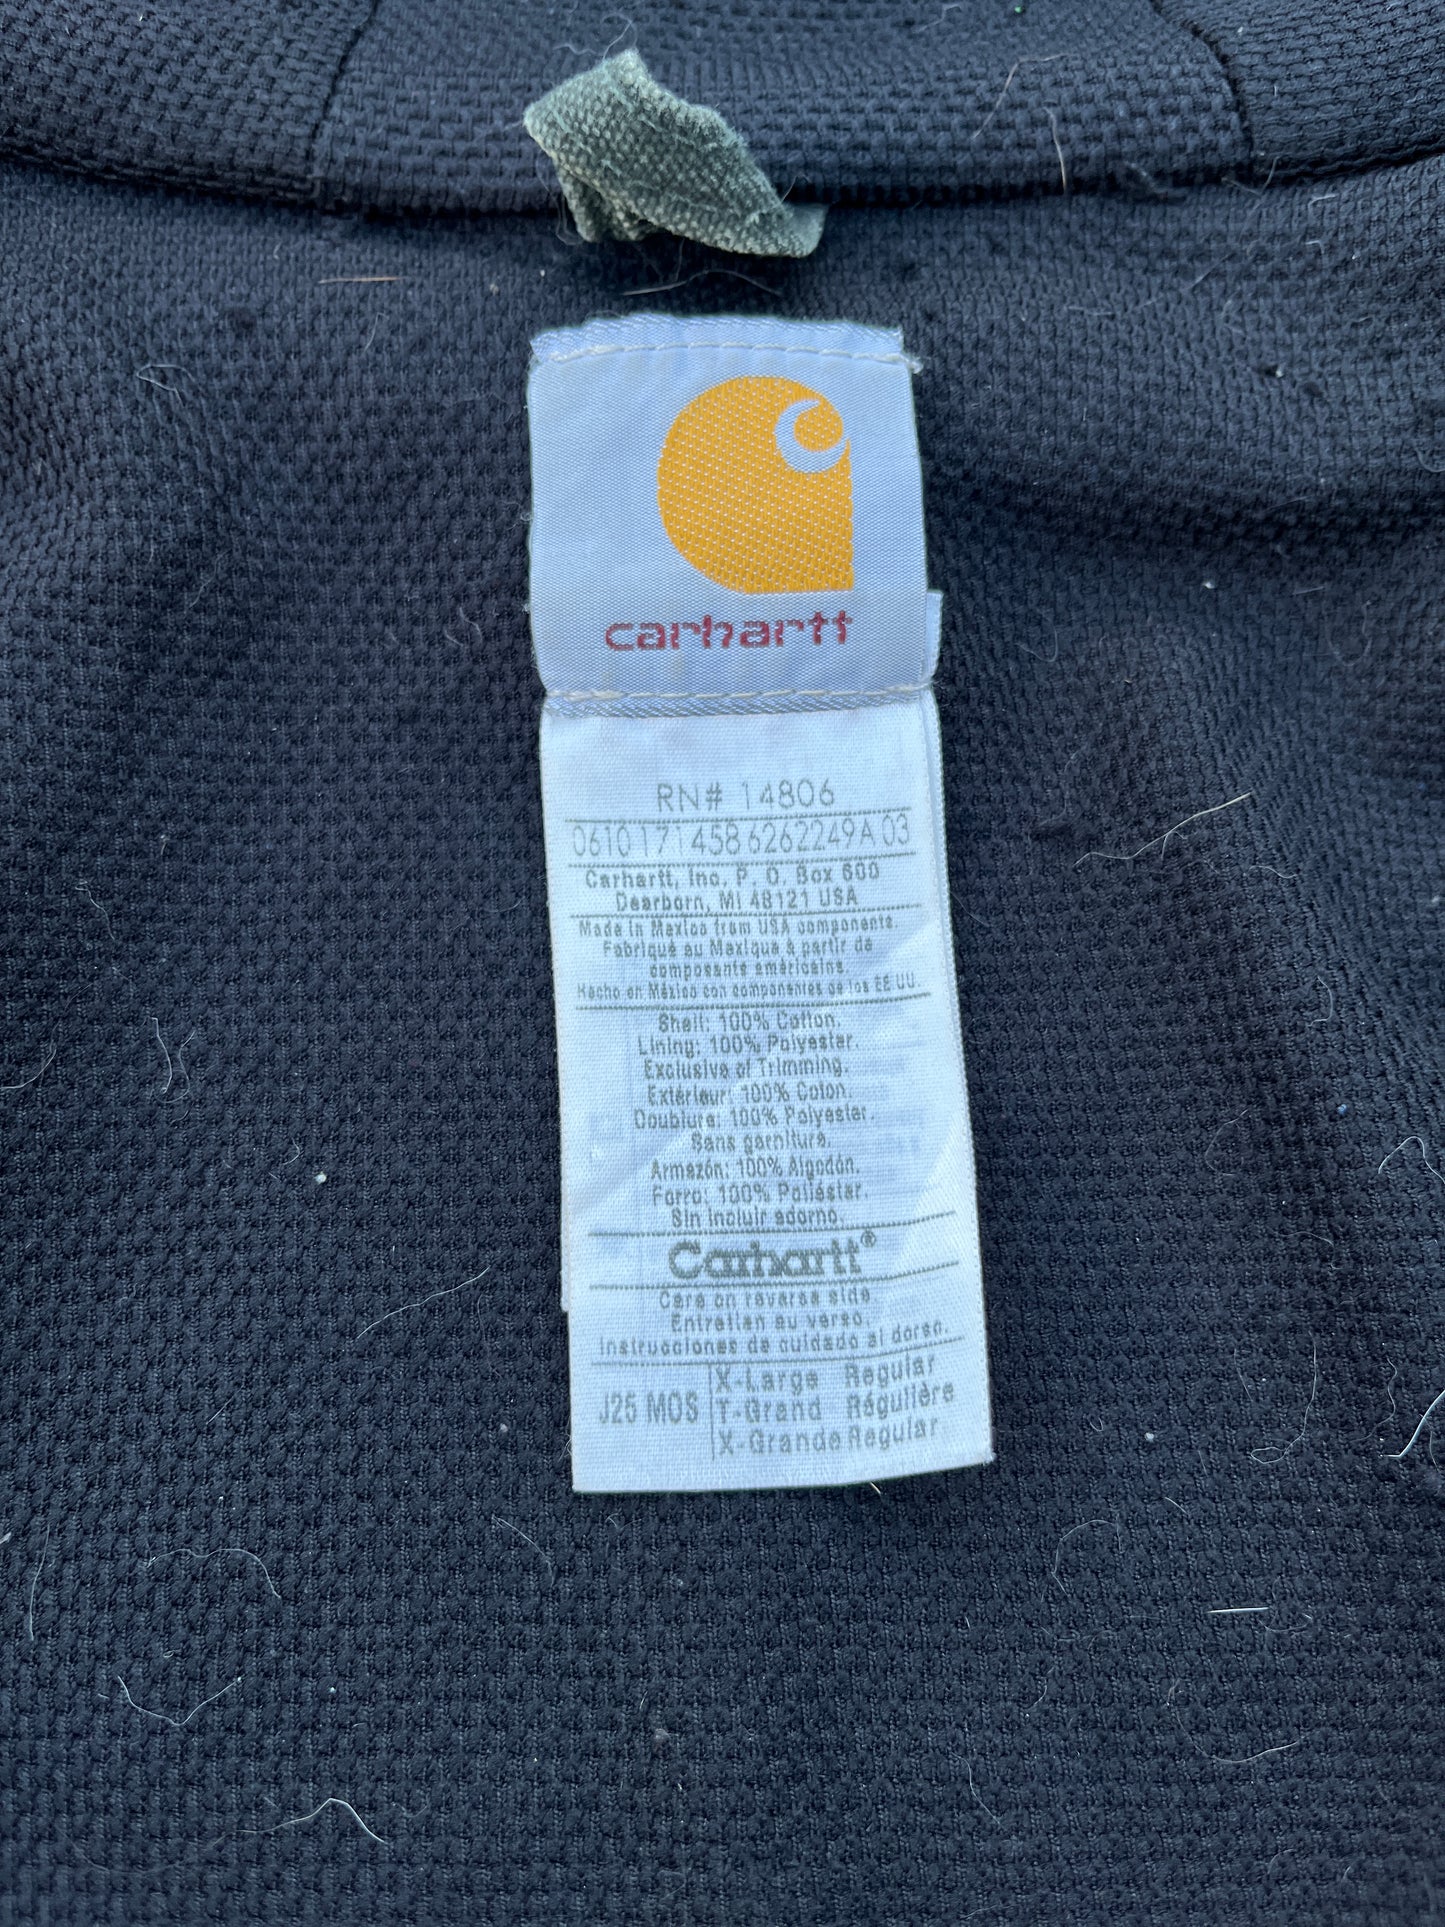 carhartt
RN# 14806
0610171458 6262249A 03
Carhartt, Inc. P. O. Box 600
Dearborn, MI 48121 USA
Made in Mexico from USA components.
Fabriqué au Mexique à partir de
composants américains.
Hecho en México con componentes de los EE UU.
Shell: 100% Cotton.
Lining: 100% Polyester.
Exclusive of Trimming.
Extérieur: 100% Coton.
Doublure: 100% Polyester.
Sans garniture.
Armazón: 100% Algodón.
Forro: 100% Poliéster.
Sin incluir adorno.
Carhartt®
Care on reverse side
Entretien au verso.
Instrucciones de cuidado al dorso.
J25 MOS X-Large Regular
T-Grand Régulière
X-Grande Regular